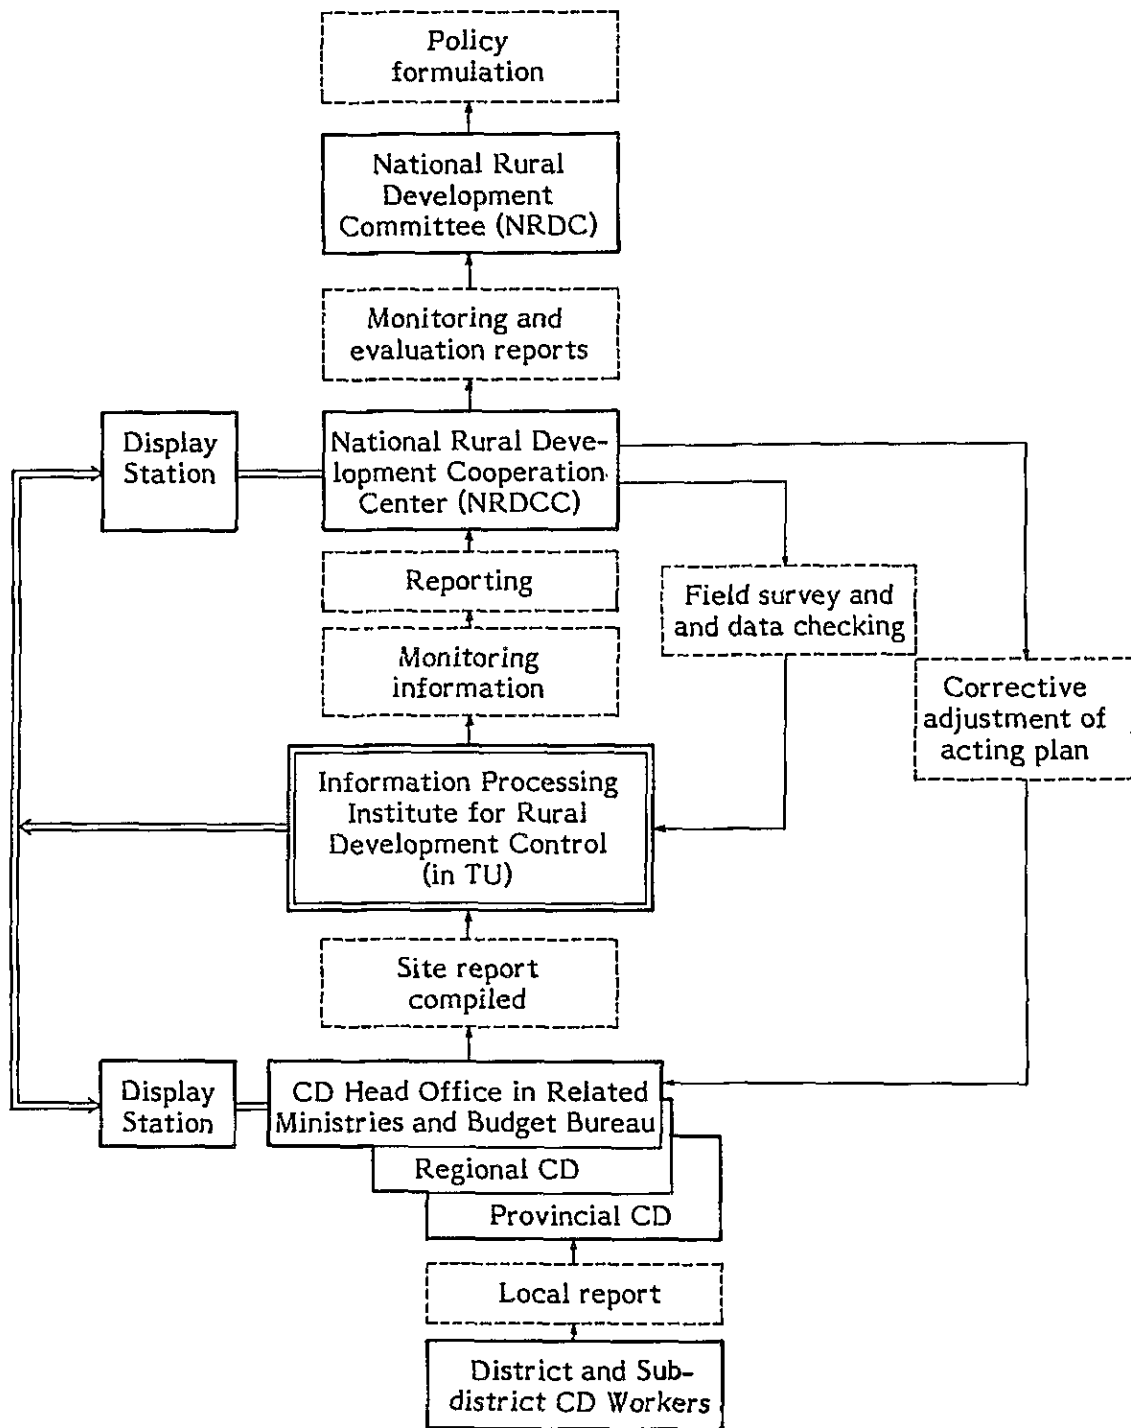 Policy
formulation
National Rural
Development
Committee (NRDC)
Monitoring and
evaluation reports
Display
Station
National Rural Deve-
lopment Cooperation
Center (NRDCC)
Reporting
Field survey and
and data checking
Monitoring
information
Corrective
adjustment of
acting plan
Information Processing
Institute for Rural
Development Control
(in TU)
Site report
compiled
Display
Station
CD Head Office in Related
Ministries and Budget Bureau
Regional CD
Provincial CD
Local report
District and Sub-
district CD Workers